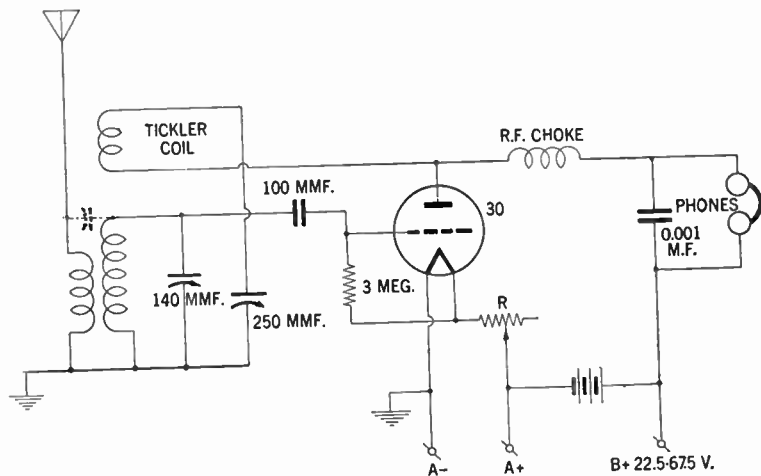 TICKLER
COIL
R.F. CHOKE
100 MMF.
30
PHONES
0.001
M.F.
140 MMF.
250 MMF.
3 MEG.
R
A-
A+
B+ 22.5-67.5 V.